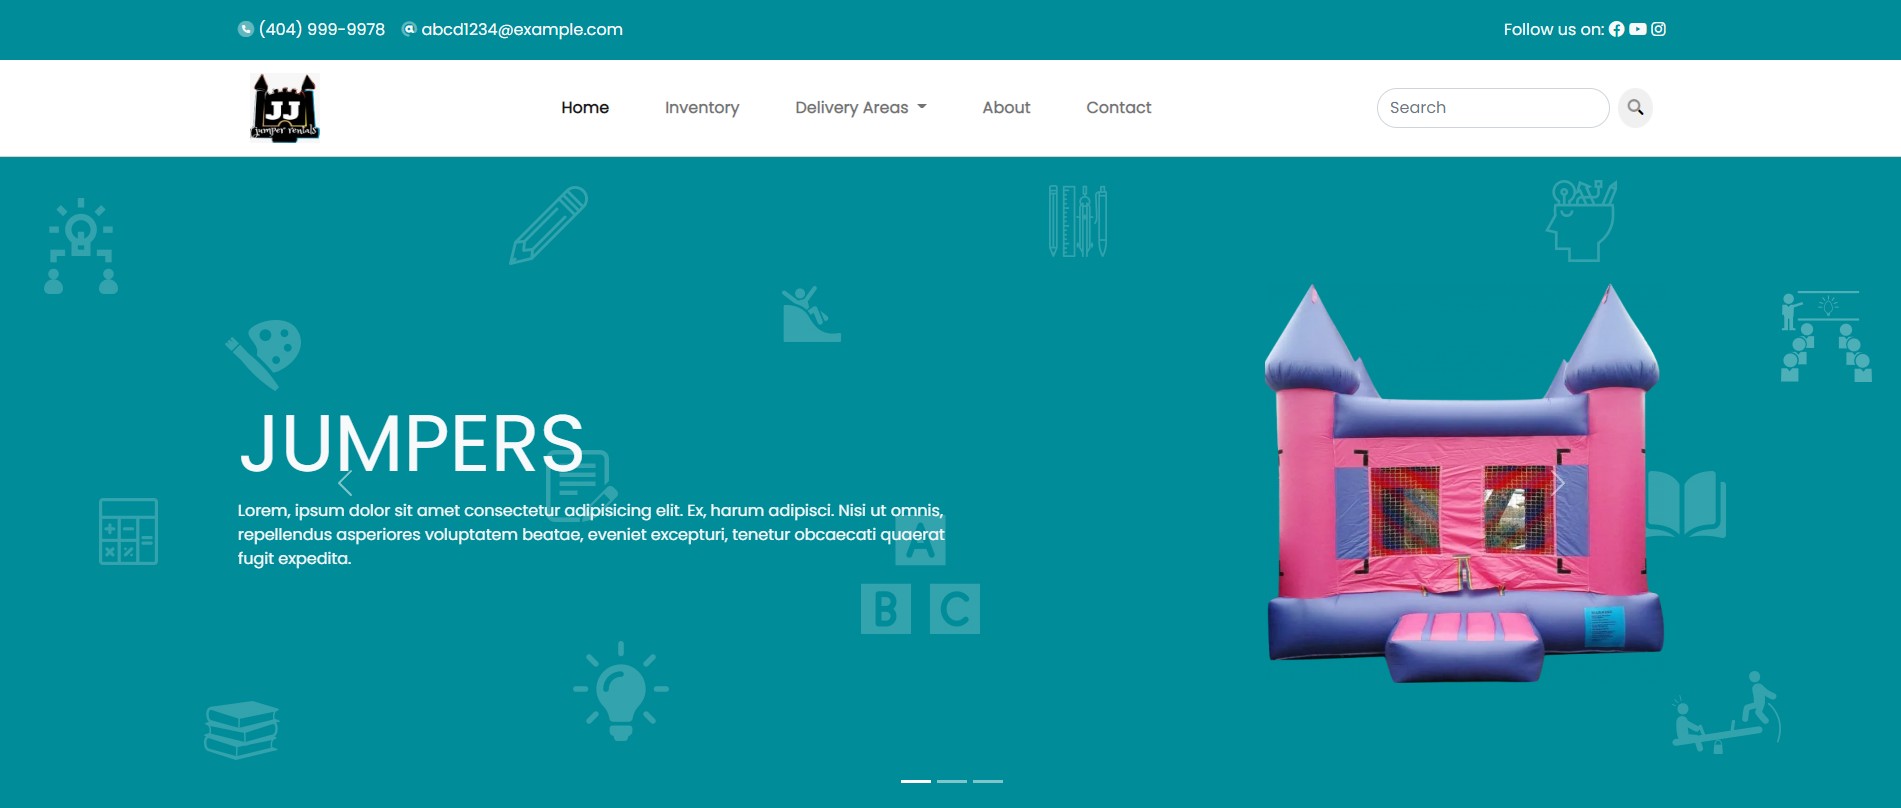 (404) 999-9978 abcd1234@example.com Follow us on:
JJ
jumper rentals
Home Inventory Delivery Areas About Contact Search
JUMPERS
Lorem, ipsum dolor sit amet consectetur adipisicing elit. Ex, harum adipisci. Nisi ut omnis,
repellendus asperiores voluptatem beatae, eveniet excepturi, tenetur obcaecati quaerat
fugit expedita.
A
B C